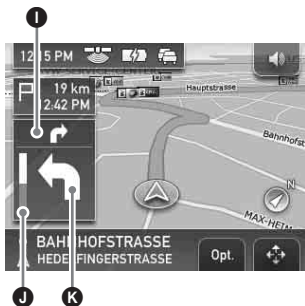 I
12:15 PM
19 km
12:42 PM
Hauptstrasse
Bahnhofst
N
MAX-HEIM
BAHNHOFSTRASSE
HEDELFINGERSTRASSE
Opt.
J
K